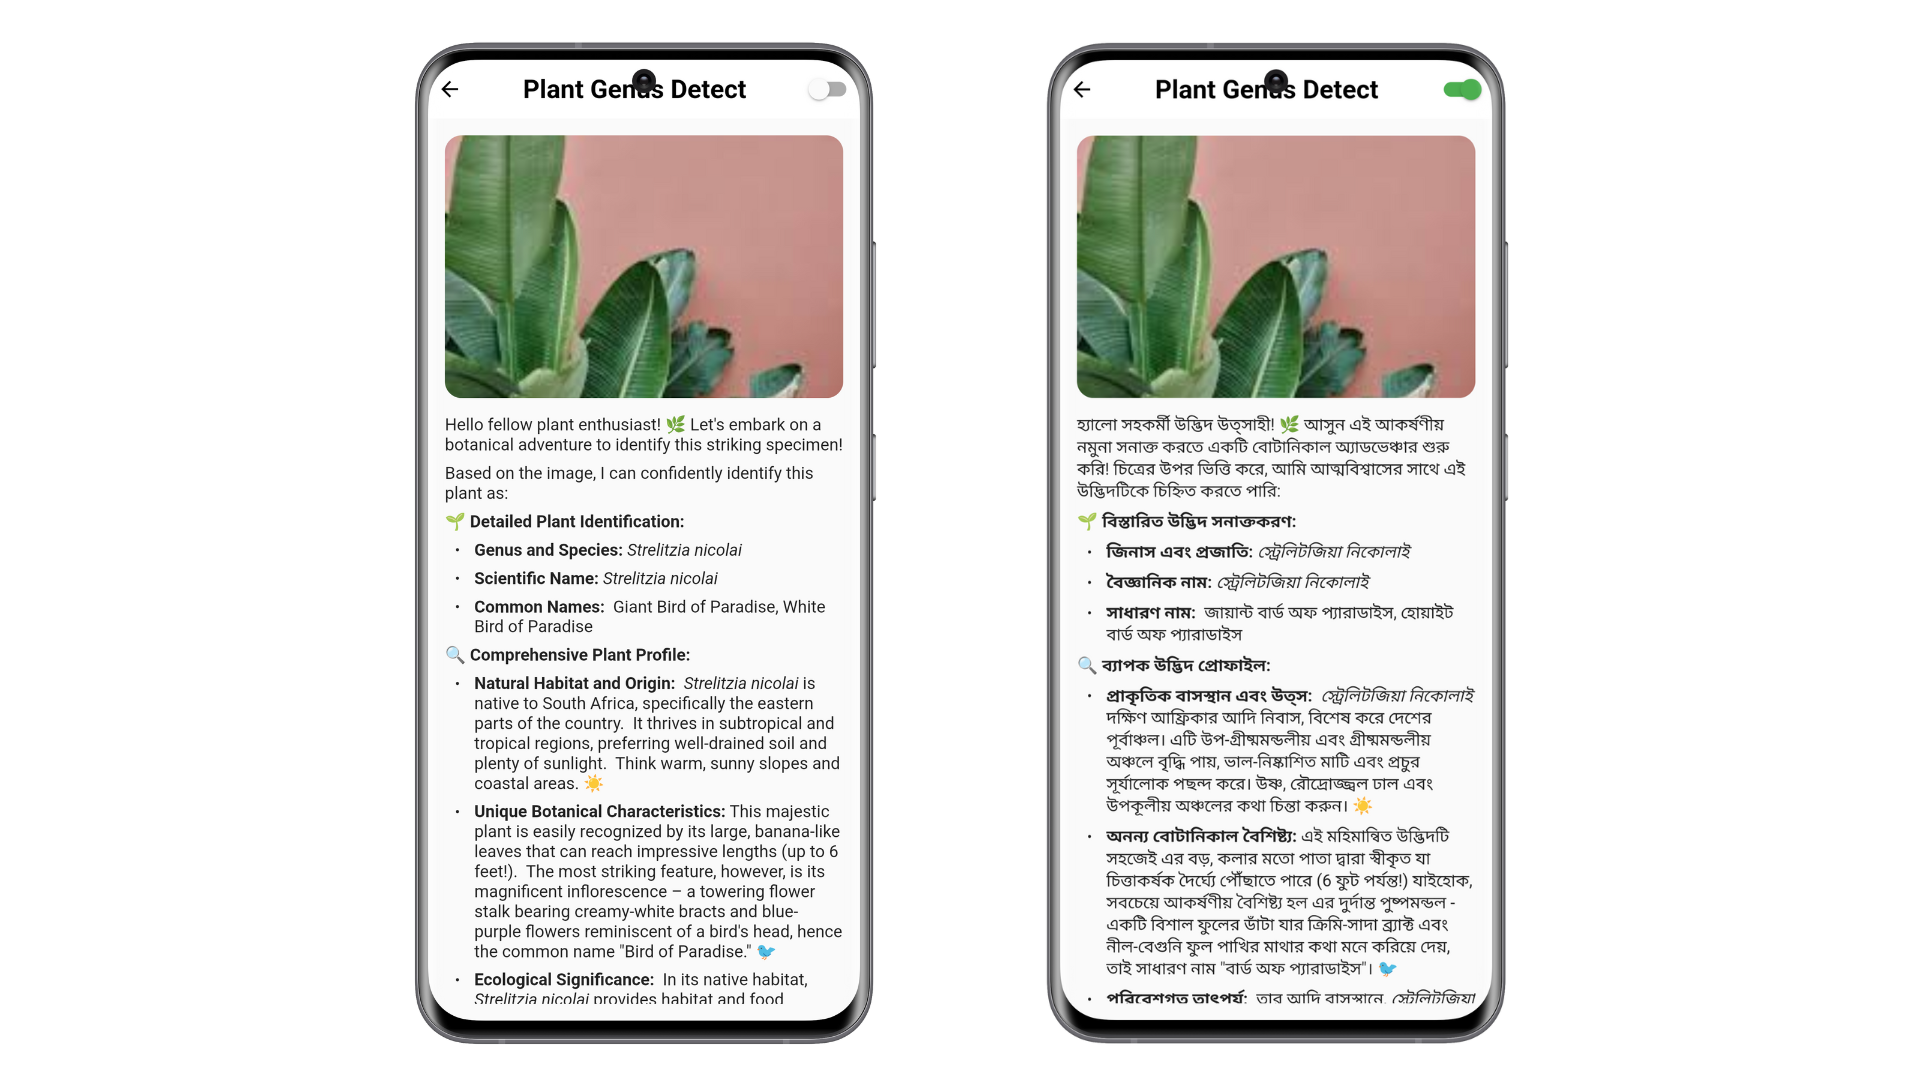 Plant Genus Detect
Hello fellow plant enthusiast! 🌿 Let's embark on a
botanical adventure to identify this striking specimen!
Based on the image, I can confidently identify this
plant as:
🌱 Detailed Plant Identification:
• Genus and Species: Strelitzia nicolai
• Scientific Name: Strelitzia nicolai
• Common Names: Giant Bird of Paradise, White
Bird of Paradise
🔍 Comprehensive Plant Profile:
• Natural Habitat and Origin: Strelitzia nicolai is
native to South Africa, specifically the eastern
parts of the country. It thrives in subtropical and
tropical regions, preferring well-drained soil and
plenty of sunlight. Think warm, sunny slopes and
coastal areas. ☀️
• Unique Botanical Characteristics: This majestic
plant is easily recognized by its large, banana-like
leaves that can reach impressive lengths (up to 6
feet!). The most striking feature, however, is its
magnificent inflorescence – a towering flower
stalk bearing creamy-white bracts and blue-
purple flowers reminiscent of a bird's head, hence
the common name "Bird of Paradise." 🐦
• Ecological Significance: In its native habitat,
Strelitzia nicolai provides habitat and food
Plant Genus Detect
হ্যালো সহকর্মী উদ্ভিদ উত্সাহী! 🌿 আসুন এই আকর্ষণীয়
নমুনা সনাক্ত করতে একটি বোটানিকাল অ্যাডভেঞ্চার শুরু
করি! চিত্রের উপর ভিত্তি করে, আমি আত্মবিশ্বাসের সাথে এই
উদ্ভিদটিকে চিহ্নিত করতে পারি:
🌱 বিস্তারিত উদ্ভিদ সনাক্তকরণ:
• জিনাস এবং প্রজাতি: স্ট্রেলিটজিয়া নিকোলাই
• বৈজ্ঞানিক নাম: স্ট্রেলিটজিয়া নিকোলাই
• সাধারণ নাম: জায়ান্ট বার্ড অফ প্যারাডাইস, হোয়াইট
বার্ড অফ প্যারাডাইস
🔍 ব্যাপক উদ্ভিদ প্রোফাইল:
• প্রাকৃতিক বাসস্থান এবং উত্স: স্ট্রেলিটজিয়া নিকোলাই
দক্ষিণ আফ্রিকার আদি নিবাস, বিশেষ করে দেশের
পূর্বাঞ্চল। এটি উপ-গ্রীষ্মমন্ডলীয় এবং গ্রীষ্মমন্ডলীয়
অঞ্চলে বৃদ্ধি পায়, ভাল-নিষ্কাশিত মাটি এবং প্রচুর
সূর্যালোক পছন্দ করে। উষ্ণ, রৌদ্রোজ্জ্বল ঢাল এবং
উপকূলীয় অঞ্চলের কথা চিন্তা করুন। ☀️
• অনন্য বোটানিকাল বৈশিষ্ট্য: এই মহিমান্বিত উদ্ভিদটি
সহজেই এর বড়, কলার মতো পাতা দ্বারা স্বীকৃত যা
চিত্তাকর্ষক দৈর্ঘ্যে পৌঁছাতে পারে (6 ফুট পর্যন্ত!) যাইহোক,
সবচেয়ে আকর্ষণীয় বৈশিষ্ট্য হল এর দুর্দান্ত পুষ্পমন্ডল -
একটি বিশাল ফুলের ডাঁটা যার ক্রিমি-সাদা ব্র্যাক্ট এবং
নীল-বেগুনি ফুল পাখির মাথার কথা মনে করিয়ে দেয়,
তাই সাধারণ নাম "বার্ড অফ প্যারাডাইস"। 🐦
• পরিবেশগত তাৎপর্য: তার আদি বাসস্থানে, স্ট্রেলিটজিয়া